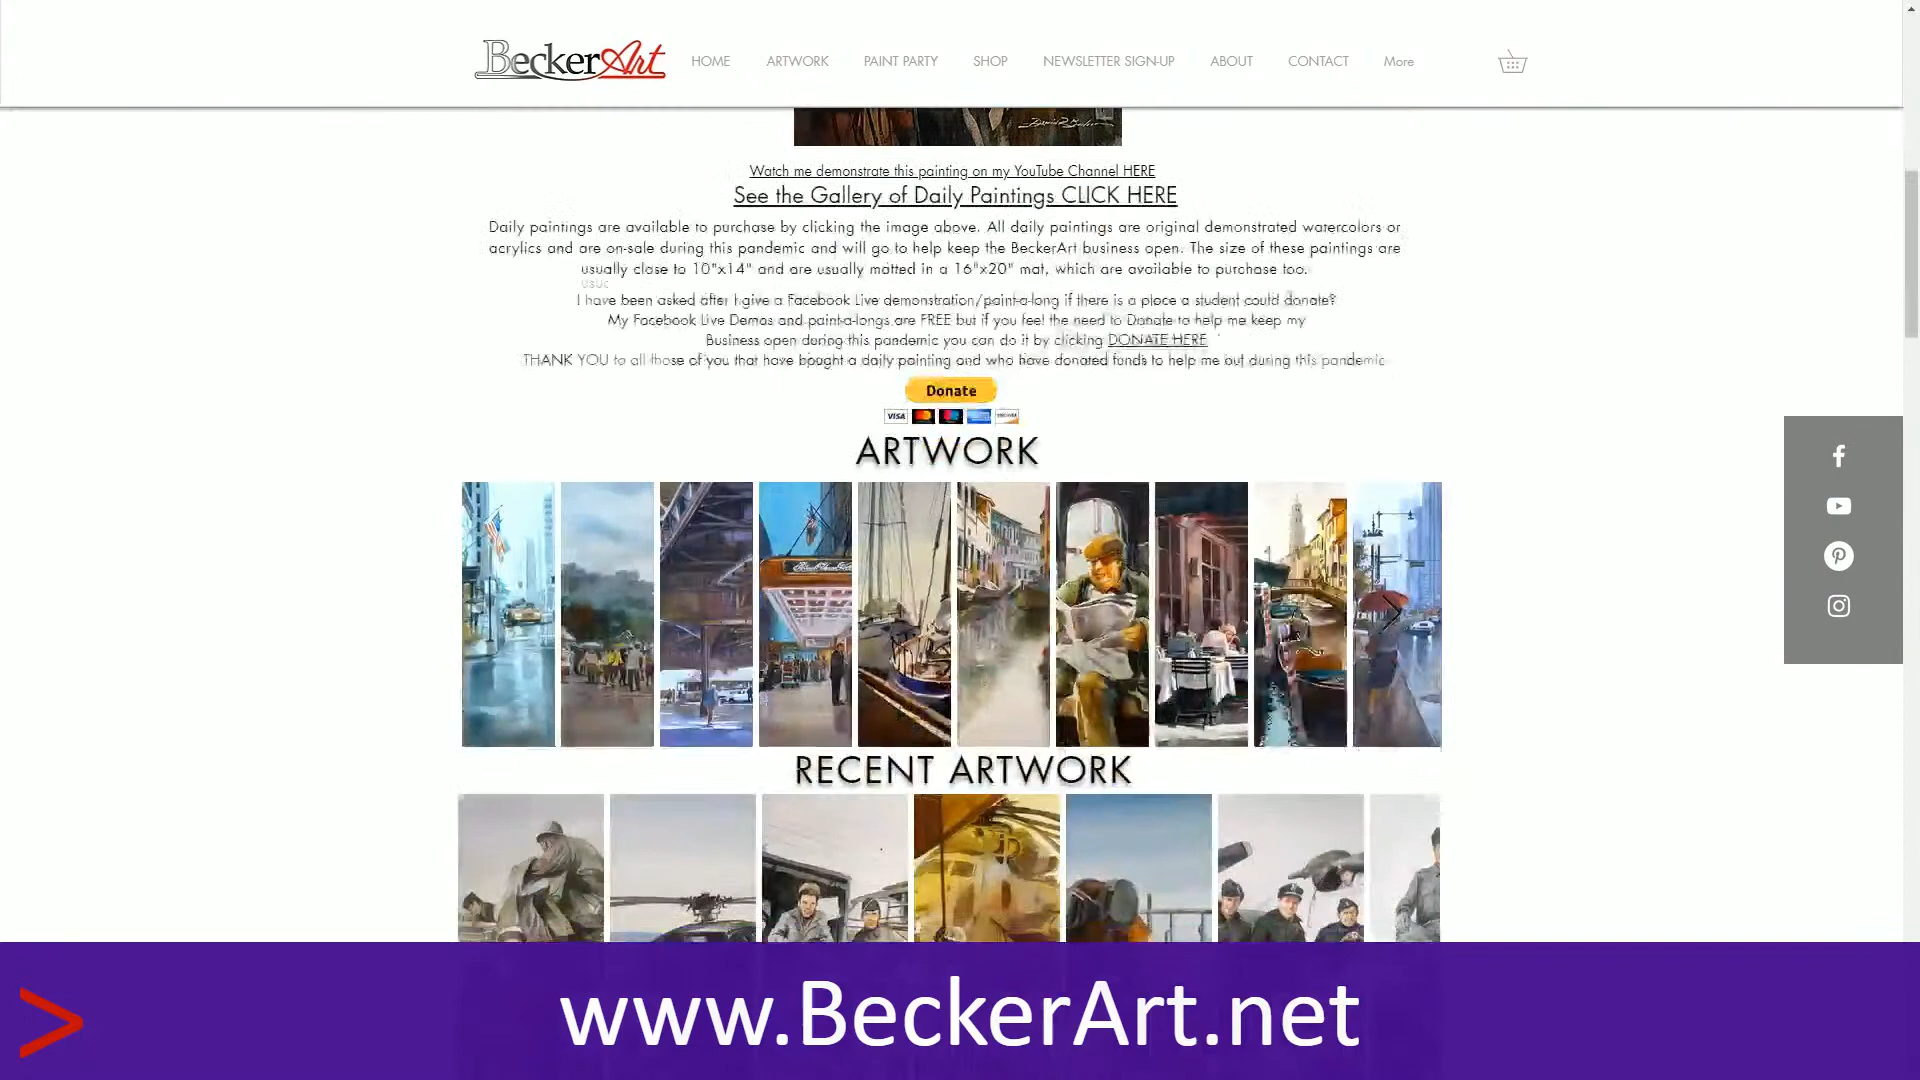 BeckerArt
HOME ARTWORK PAINT PARTY SHOP NEWSLETTER SIGN-UP ABOUT CONTACT More
Watch me demonstrate this painting on my YouTube Channel HERE
See the Gallery of Daily Paintings CLICK HERE
Daily paintings are available to purchase by clicking the image above. All daily paintings are original demonstrated watercolors or
acrylics and are on-sale during this pandemic and will go to help keep the BeckerArt business open. The size of these paintings are
usually close to 10"x14" and are usually matted in a 16"x20" mat, which are available to purchase too.
I have been asked after I give a Facebook Live demonstration/paint-a-long if there is a place a student could donate?
My Facebook Live Demos and paint-a-longs are FREE but if you feel the need to Donate to help me keep my
Business open during this pandemic you can do it by clicking DONATE HERE
THANK YOU to all those of you that have bought a daily painting and who have donated funds to help me out during this pandemic
Donate
VISA
ARTWORK
RECENT ARTWORK
> www.BeckerArt.net